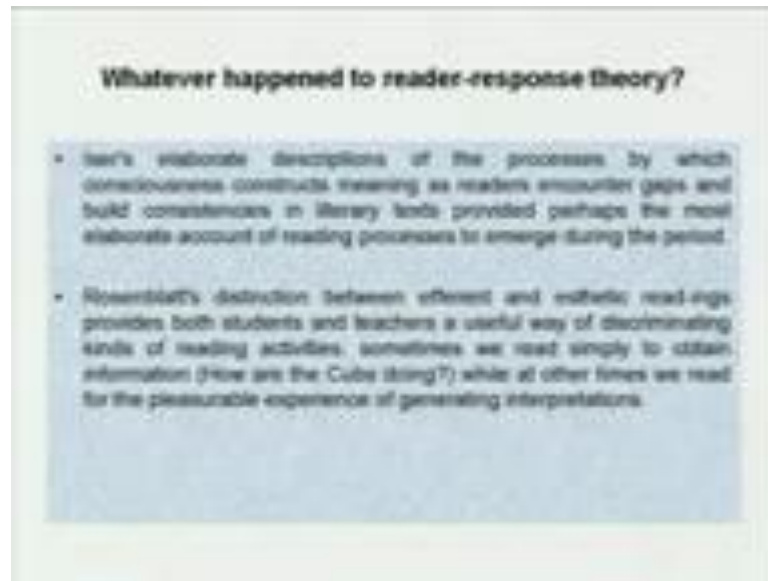 Whatever happened to reader-response theory?
• Iser's elaborate descriptions of the processes by which
consciousness constructs meaning as readers encounter gaps and
build consistencies in literary texts provided perhaps the most
elaborate account of reading processes to emerge during the period.
• Rosenblatt's distinction between efferent and esthetic read-ings
provides both students and teachers a useful way of discriminating
kinds of reading activities. sometimes we read simply to obtain
information (How are the Cubs doing?) while at other times we read
for the pleasurable experience of generating interpretations.